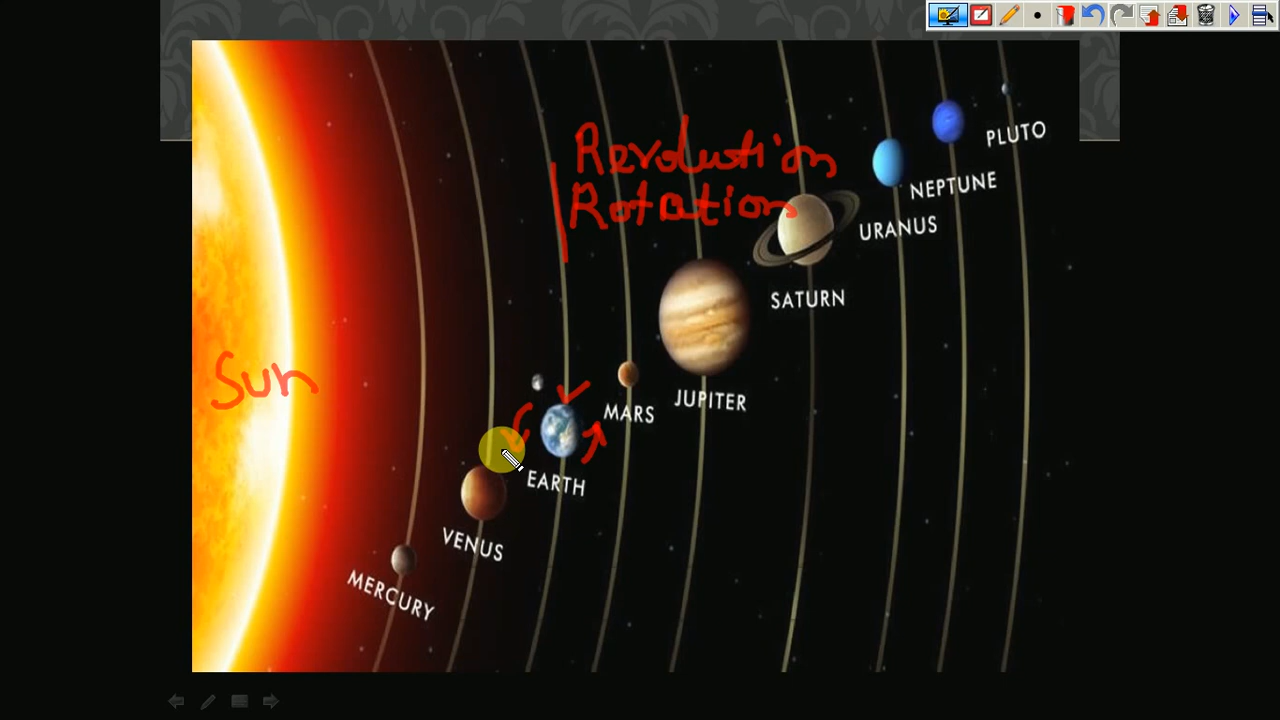 Revolution
Rotation
PLUTO
NEPTUNE
URANUS
SATURN
Sun
MARS
JUPITER
EARTH
VENUS
MERCURY